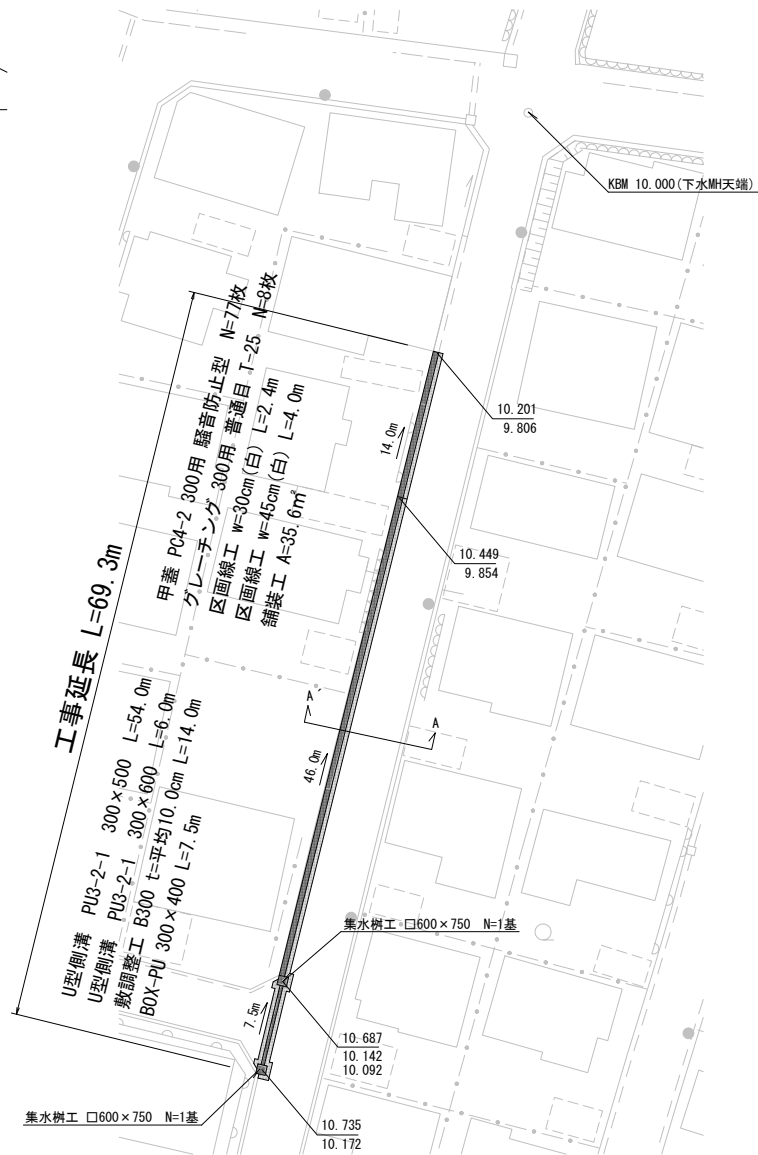 KBM 10.000(下水MH天端)
甲蓋 PC4-2 300用 騒音防止型 N=77枚
グレーチング 300用 普通目 T-25 N=8枚
区画線工 w=30cm(白) L=2.4m
区画線工 w=45cm(白) L=4.0m
舗装工 A=35.6㎡
10.201
9.806
14.0m
10.449
9.854
工事延長 L=69.3m
A'
A
46.0m
U型側溝 PU3-2-1 300×500 L=54.0m
U型側溝 PU3-2-1 300×600 L=6.0m
敷調整工 B300 t=平均10.0cm L=14.0m
BOX-PU 300×400 L=7.5m
集水桝工 □600×750 N=1基
7.5m
10.687
10.142
10.092
集水桝工 □600×750 N=1基
10.735
10.172